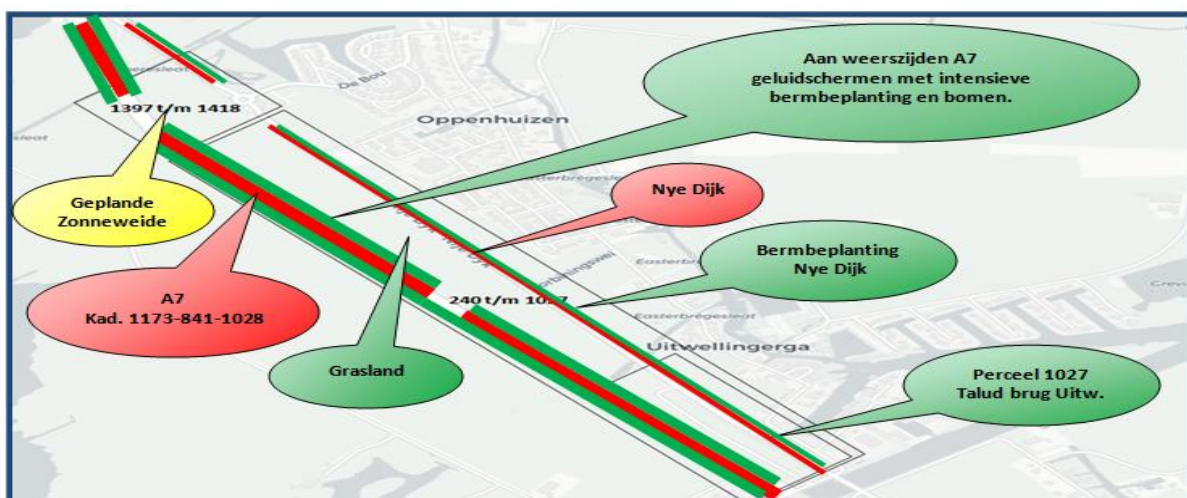 Aan weerszijden A7
geluidschermen met intensieve
bermbeplanting en bomen.
De Bou
1397 t/m 1418
Oppenhuizen
Geplande
Zonneweide
Nye Dijk
Bermbeplanting
Nye Dijk
A7
Kad. 1173-841-1028
240 t/m 1027
Easterbregesleat
Uitwellingerga
Grasland
Perceel 1027
Talud brug Uitw.